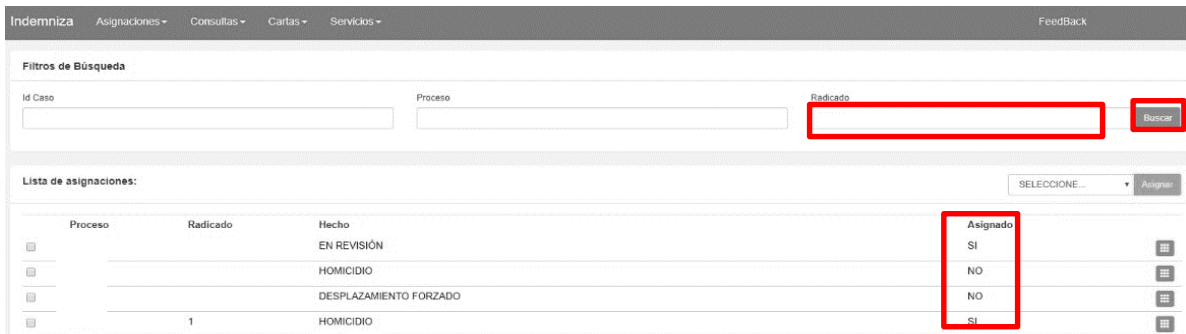 Indemniza Asignaciones Consultas Cartas Servicios FeedBack
Filtros de Búsqueda
Id Caso Proceso Radicado
Buscar
Lista de asignaciones:
SELECCIONE... Asignar
Proceso Radicado Hecho Asignado
EN REVISIÓN SI
HOMICIDIO NO
DESPLAZAMIENTO FORZADO NO
1 HOMICIDIO SI